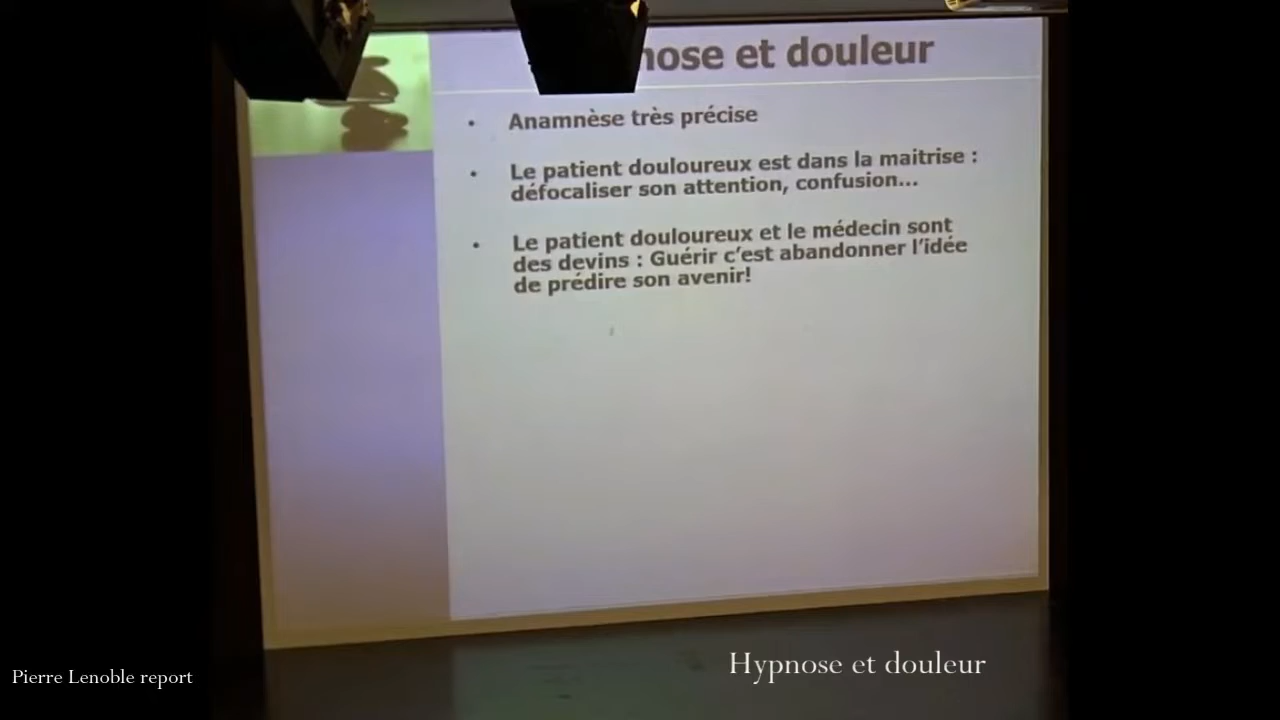 nose et douleur
• Anamnèse très précise
• Le patient douloureux est dans la maitrise :
défocaliser son attention, confusion...
• Le patient douloureux et le médecin sont
des devins : Guérir c'est abandonner l'idée
de prédire son avenir!
Hypnose et douleur
Pierre Lenoble report